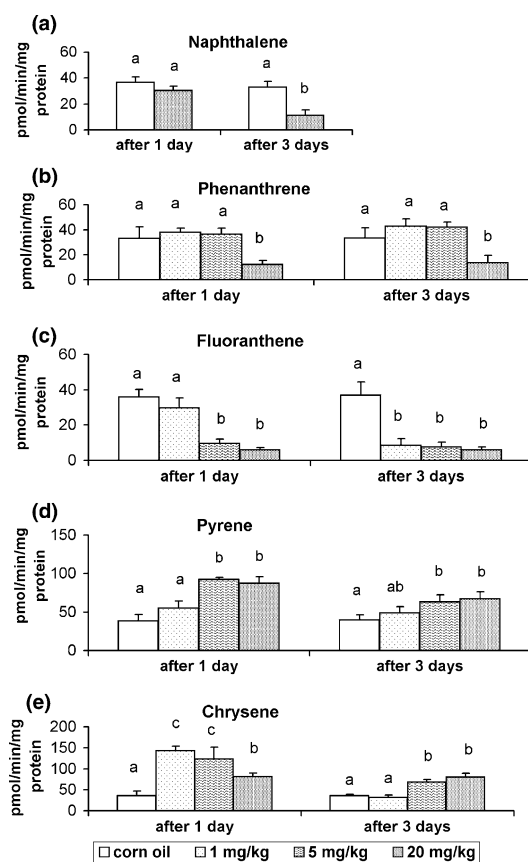 (a)
Naphthalene
pmol/min/mg
protein
60
40
20
0
a a a b
after 1 day after 3 days
(b)
Phenanthrene
pmol/min/mg
protein
60
40
20
0
a a a b a a a b
after 1 day after 3 days
(c)
Fluoranthene
pmol/min/mg
protein
60
40
20
0
a a b b a b b b
after 1 day after 3 days
(d)
Pyrene
pmol/min/mg
protein
150
100
50
0
a a b b a ab b b
after 1 day after 3 days
(e)
Chrysene
pmol/min/mg
protein
200
150
100
50
0
a c c b a a b b
after 1 day after 3 days
corn oil 1 mg/kg 5 mg/kg 20 mg/kg